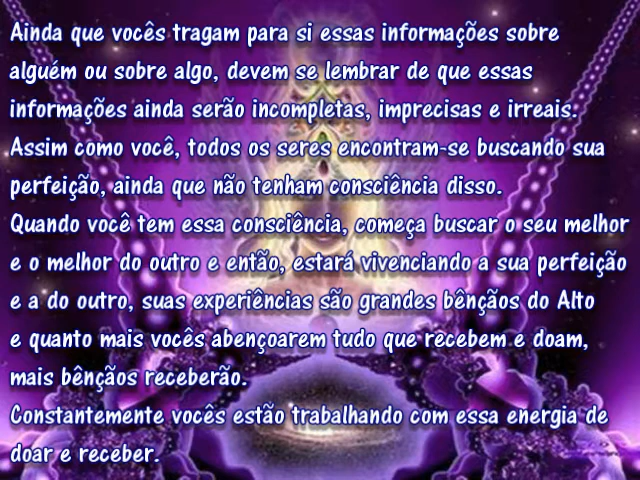 Ainda que vocês tragam para si essas informações sobre
alguém ou sobre algo, devem se lembrar de que essas
informações ainda serão incompletas, imprecisas e irreais.
Assim como você, todos os seres encontram-se buscando sua
perfeição, ainda que não tenham consciência disso.
Quando você tem essa consciência, começa buscar o seu melhor
e o melhor do outro e então, estará vivenciando a sua perfeição
e a do outro, suas experiências são grandes bênçãos do Alto
e quanto mais vocês abençoarem tudo que recebem e doam,
mais bênçãos receberão.
Constantemente vocês estão trabalhando com essa energia de
doar e receber.